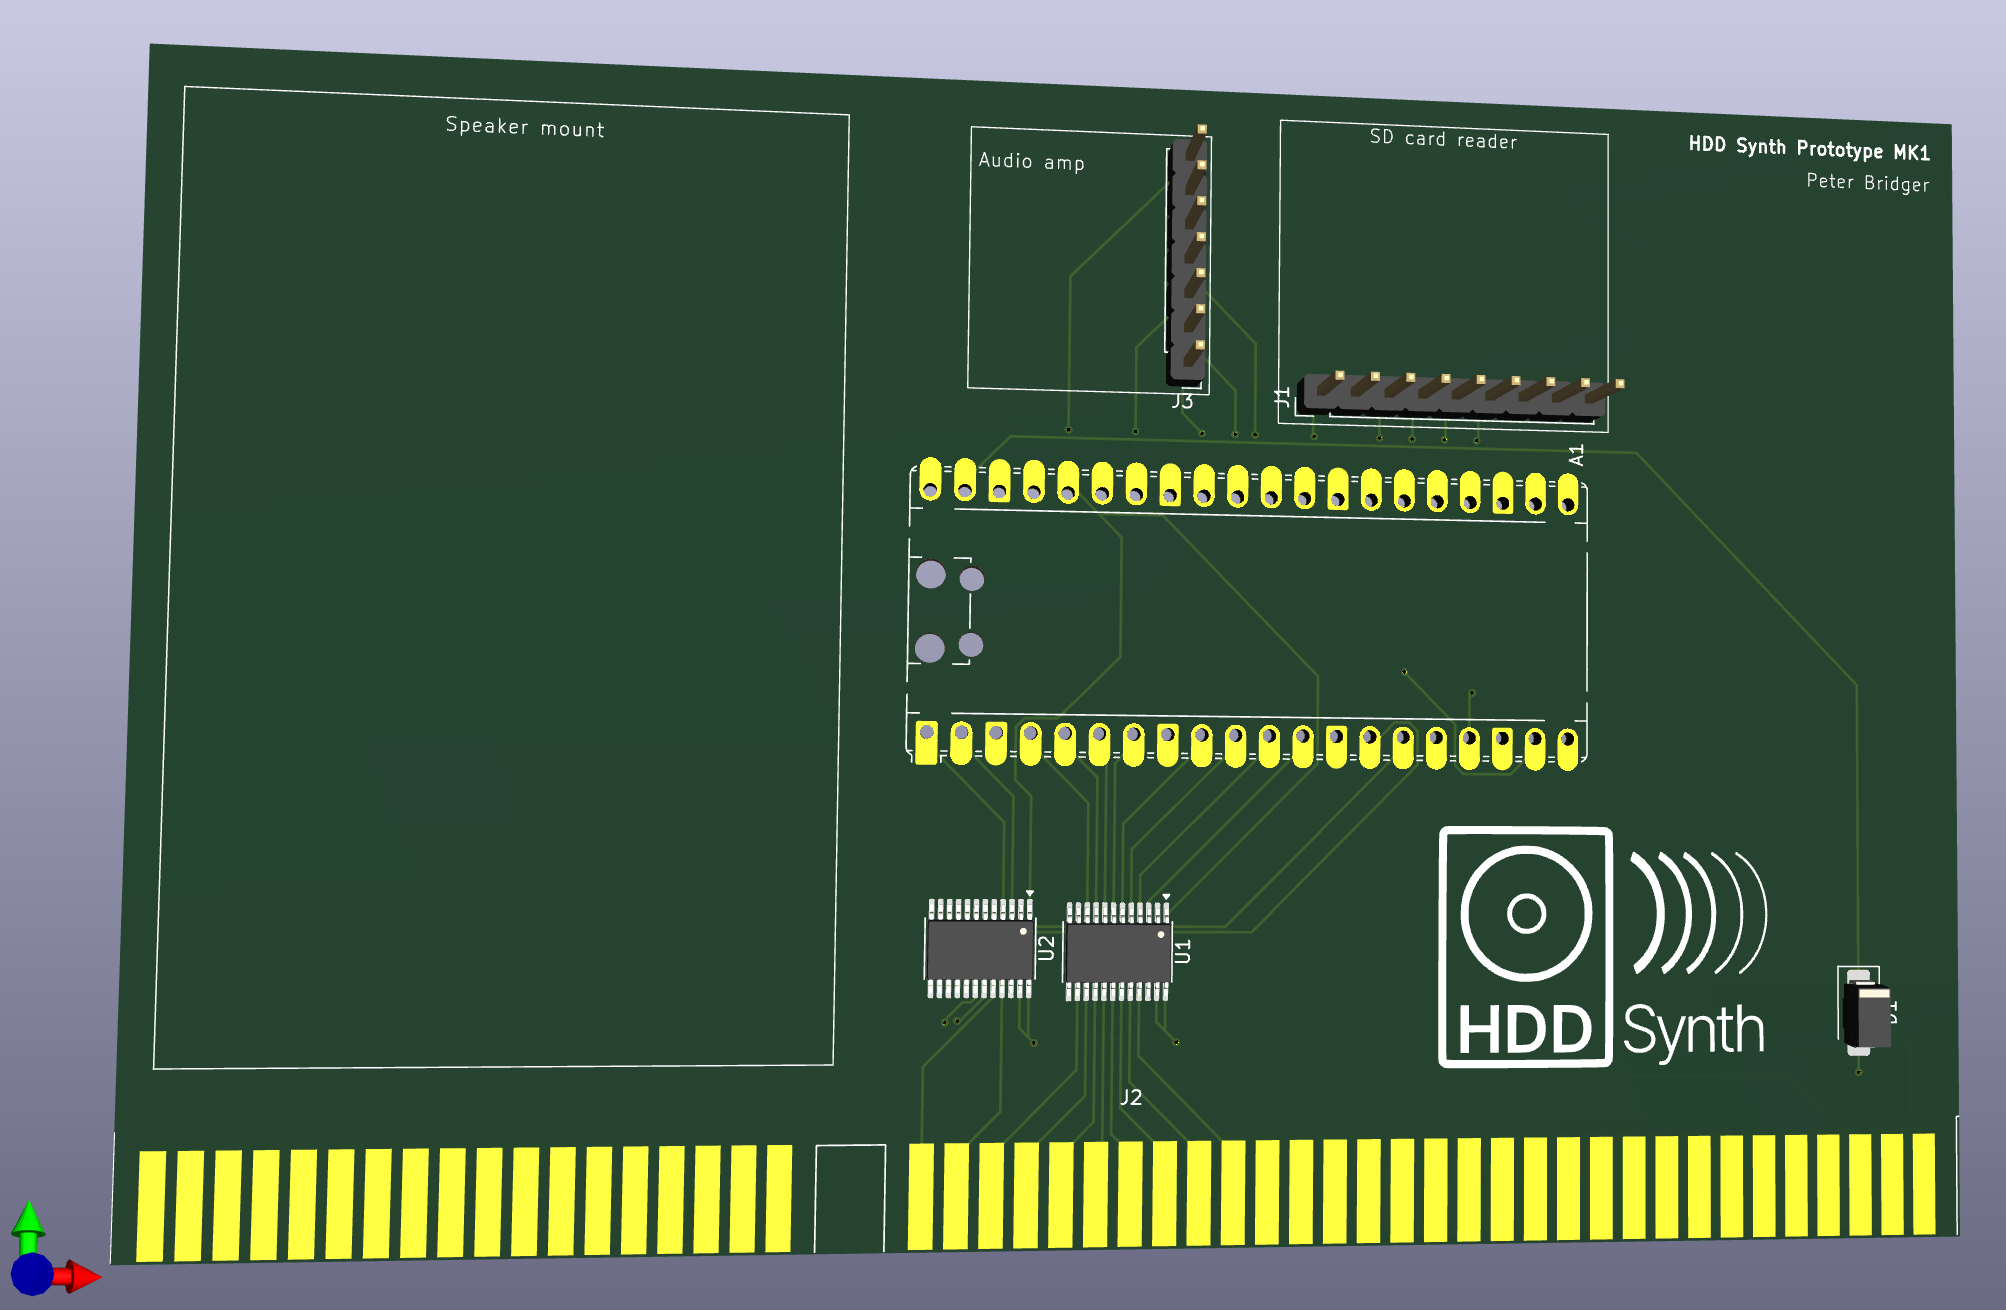 Speaker mount
Audio amp
SD card reader
HDD Synth Prototype MK1
Peter Bridger
J3
J1
A1
U2
U1
HDD Synth
J2